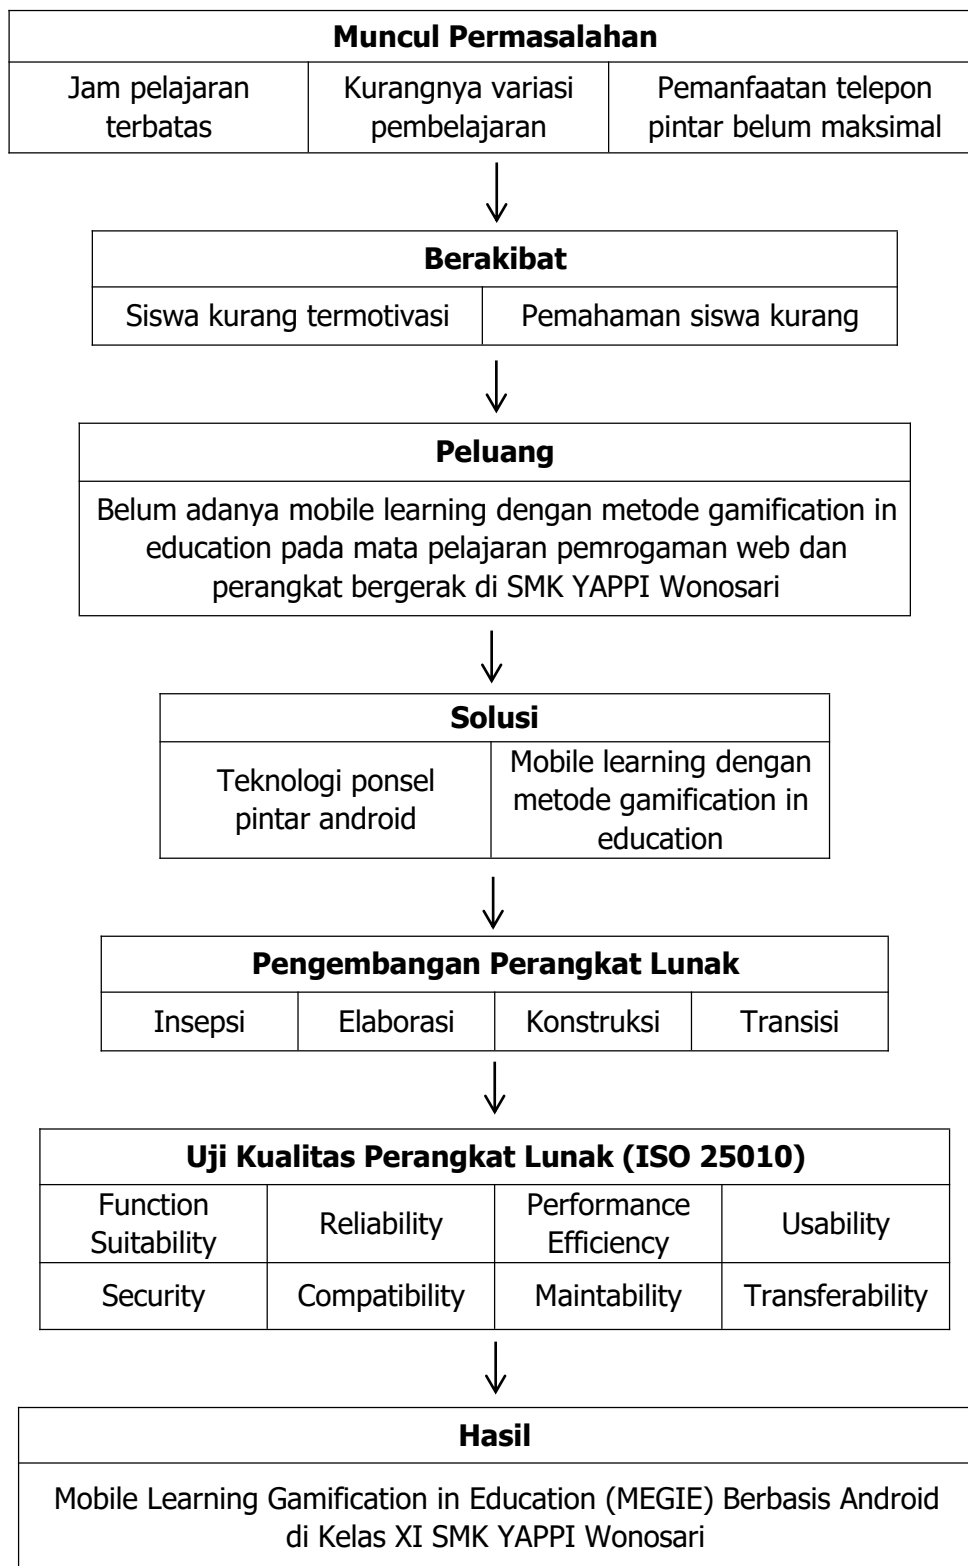 Muncul Permasalahan
Jam pelajaran
terbatas
Kurangnya variasi
pembelajaran
Pemanfaatan telepon
pintar belum maksimal
Berakibat
Siswa kurang termotivasi
Pemahaman siswa kurang
Peluang
Belum adanya mobile learning dengan metode gamification in
education pada mata pelajaran pemrogaman web dan
perangkat bergerak di SMK YAPPI Wonosari
Solusi
Teknologi ponsel
pintar android
Mobile learning dengan
metode gamification in
education
Pengembangan Perangkat Lunak
Insepsi
Elaborasi
Konstruksi
Transisi
Uji Kualitas Perangkat Lunak (ISO 25010)
Function
Suitability
Reliability
Performance
Efficiency
Usability
Security
Compatibility
Maintability
Transferability
Hasil
Mobile Learning Gamification in Education (MEGIE) Berbasis Android
di Kelas XI SMK YAPPI Wonosari